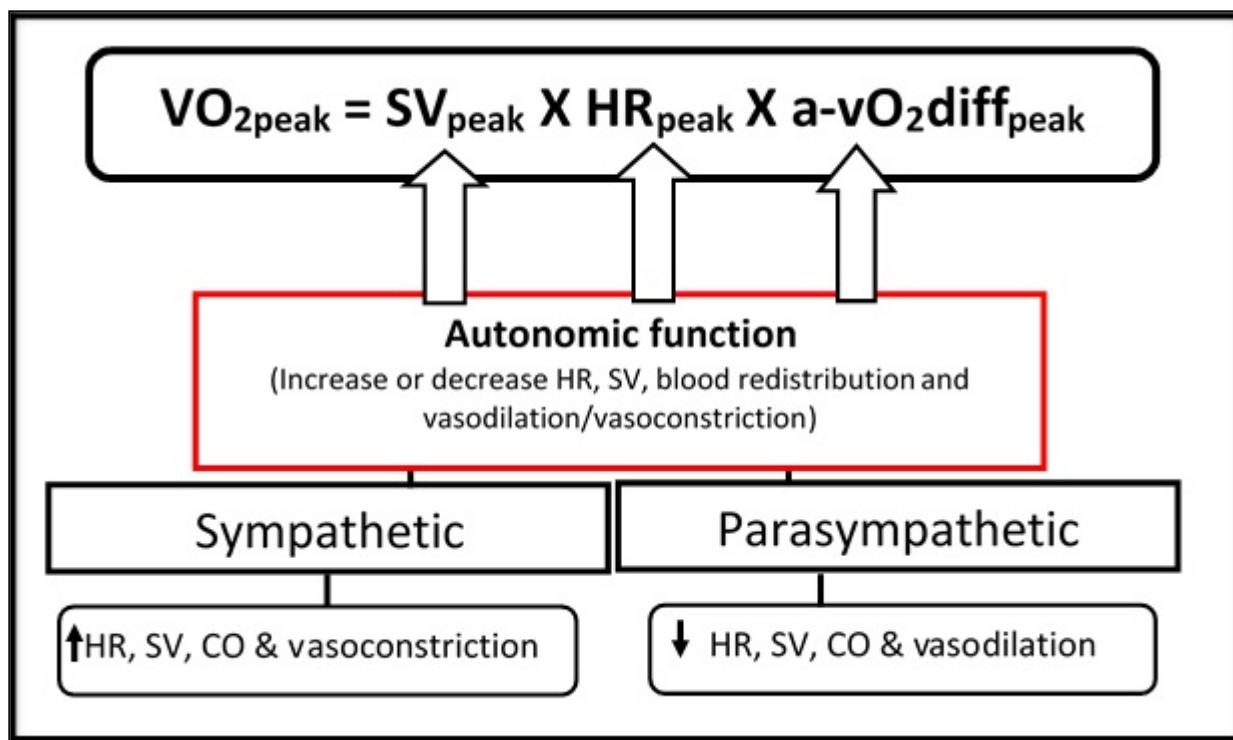 VO₂peak = SVpeak X HRpeak X a-vO₂diffpeak
Autonomic function
(Increase or decrease HR, SV, blood redistribution and
vasodilation/vasoconstriction)
Sympathetic
Parasympathetic
↑HR, SV, CO & vasoconstriction
↓ HR, SV, CO & vasodilation